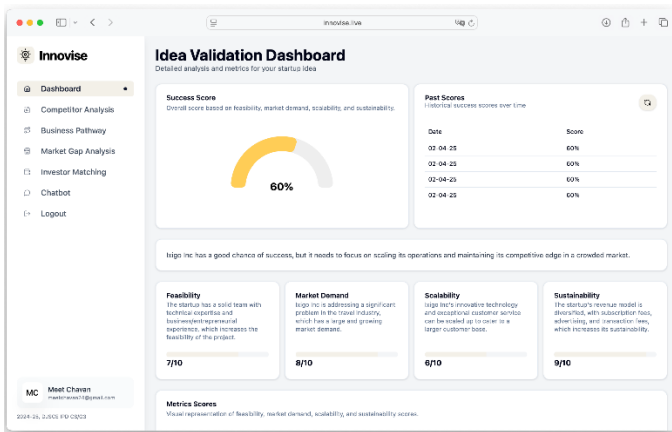 innovise.live
Innovise
Dashboard
Competitor Analysis
Business Pathway
Market Gap Analysis
Investor Matching
Chatbot
Logout
MC
Meet Chavan
2024-25, DJSCE IPD C8/C3
Idea Validation Dashboard
Detailed analysis and metrics for your startup idea
Success Score
Overall score based on feasibility, market demand, scalability, and sustainability.
60%
Past Scores
Historical success scores over time
Date Score
02-04-25 60%
02-04-25 60%
02-04-25 60%
02-04-25 60%
Ixigo Inc has a good chance of success, but it needs to focus on scaling its operations and maintaining its competitive edge in a crowded market.
Feasibility
The startup has a solid team with
technical expertise and
business/entrepreneurial
experience, which increases the
feasibility of the project.
7/10
Market Demand
Ixigo Inc is addressing a significant
problem in the travel industry,
which has a large and growing
market demand.
8/10
Scalability
Ixigo Inc's innovative technology
and exceptional customer service
can be scaled up to cater to a
larger customer base.
6/10
Sustainability
The startup's revenue model is
diversified, with subscription fees,
advertising, and transaction fees,
which increases its sustainability.
9/10
Metrics Scores
Visual representation of feasibility, market demand, scalability, and sustainability scores.